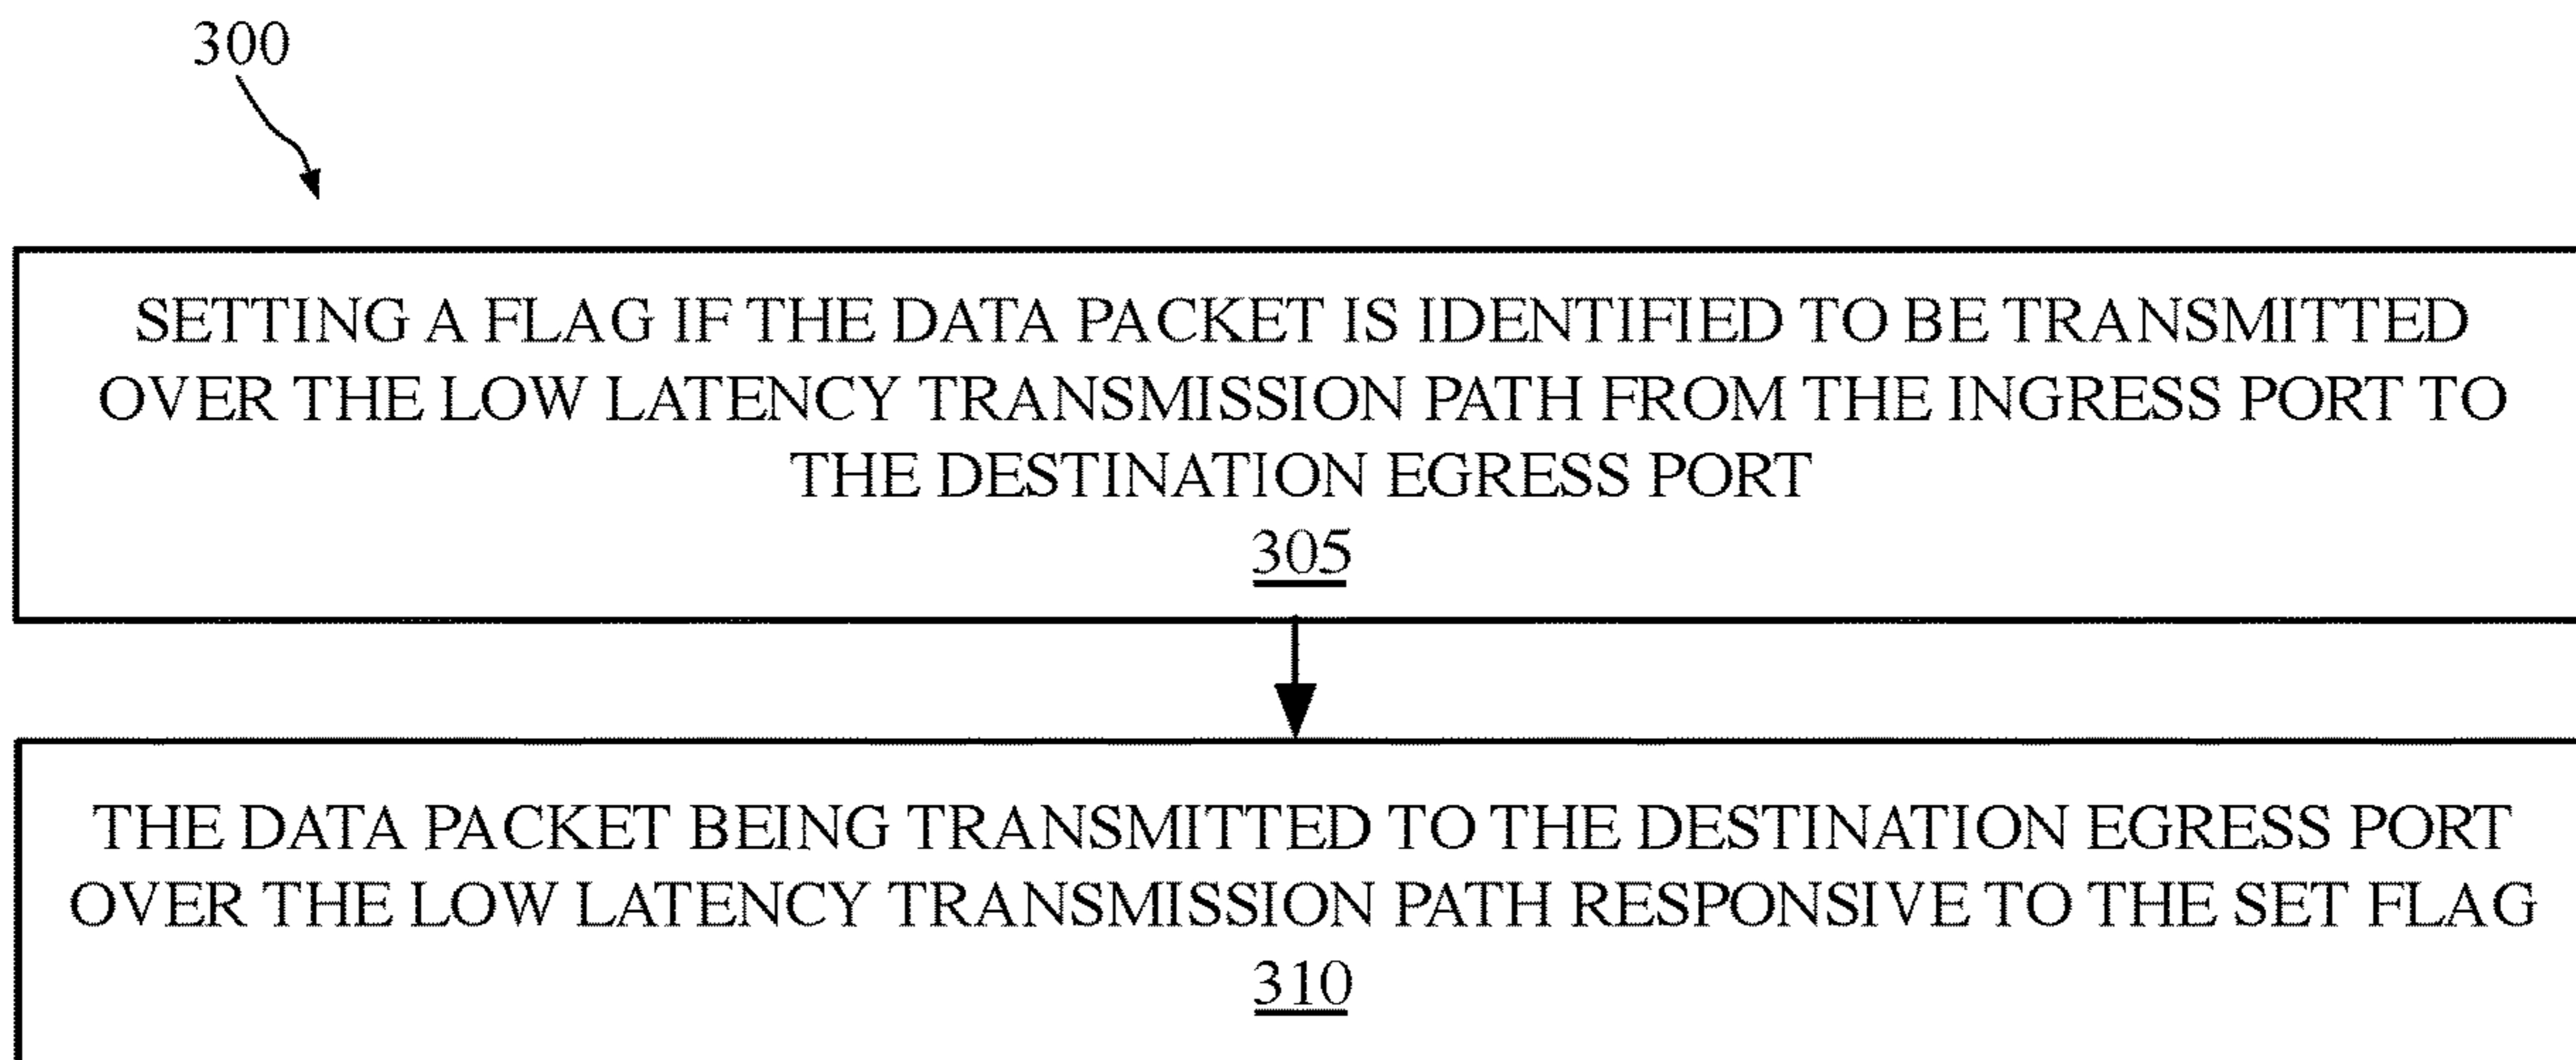 300
SETTING A FLAG IF THE DATA PACKET IS IDENTIFIED TO BE TRANSMITTED
OVER THE LOW LATENCY TRANSMISSION PATH FROM THE INGRESS PORT TO
THE DESTINATION EGRESS PORT
305
THE DATA PACKET BEING TRANSMITTED TO THE DESTINATION EGRESS PORT
OVER THE LOW LATENCY TRANSMISSION PATH RESPONSIVE TO THE SET FLAG
310